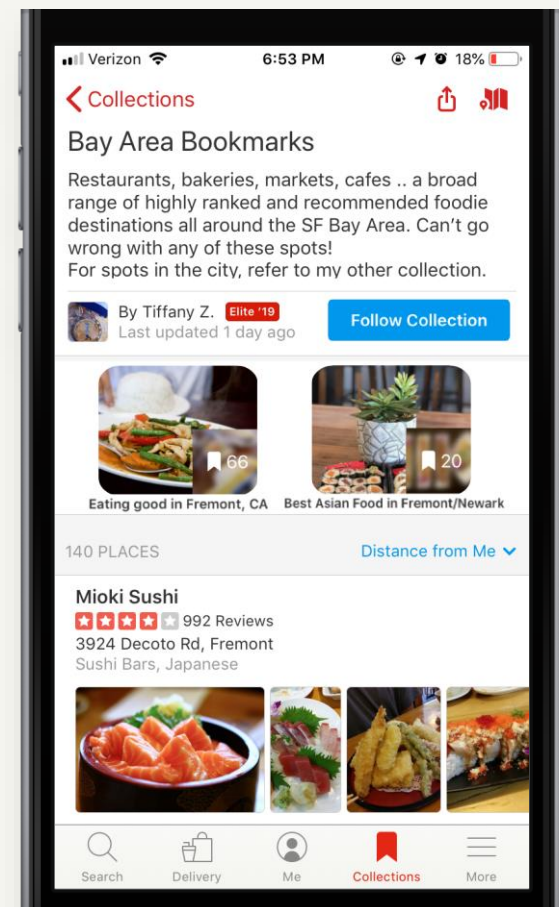 Verizon 6:53 PM 18%
Collections
Bay Area Bookmarks
Restaurants, bakeries, markets, cafes .. a broad
range of highly ranked and recommended foodie
destinations all around the SF Bay Area. Can't go
wrong with any of these spots!
For spots in the city, refer to my other collection.
By Tiffany Z. Elite '19
Last updated 1 day ago
Follow Collection
66
20
Eating good in Fremont, CA
Best Asian Food in Fremont/Newark
140 PLACES
Distance from Me
Mioki Sushi
992 Reviews
3924 Decoto Rd, Fremont
Sushi Bars, Japanese
Search Delivery Me Collections More